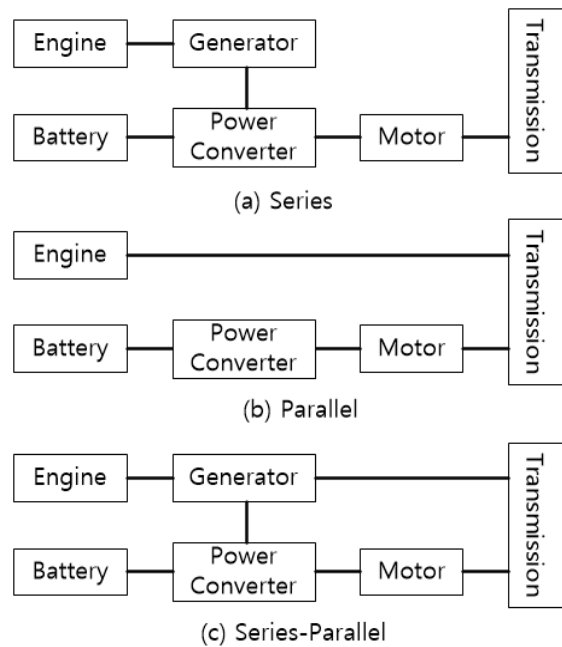 Engine
Generator
Transmission
Battery
Power
Converter
Motor
(a) Series
Engine
Transmission
Battery
Power
Converter
Motor
(b) Parallel
Engine
Generator
Transmission
Battery
Power
Converter
Motor
(c) Series-Parallel